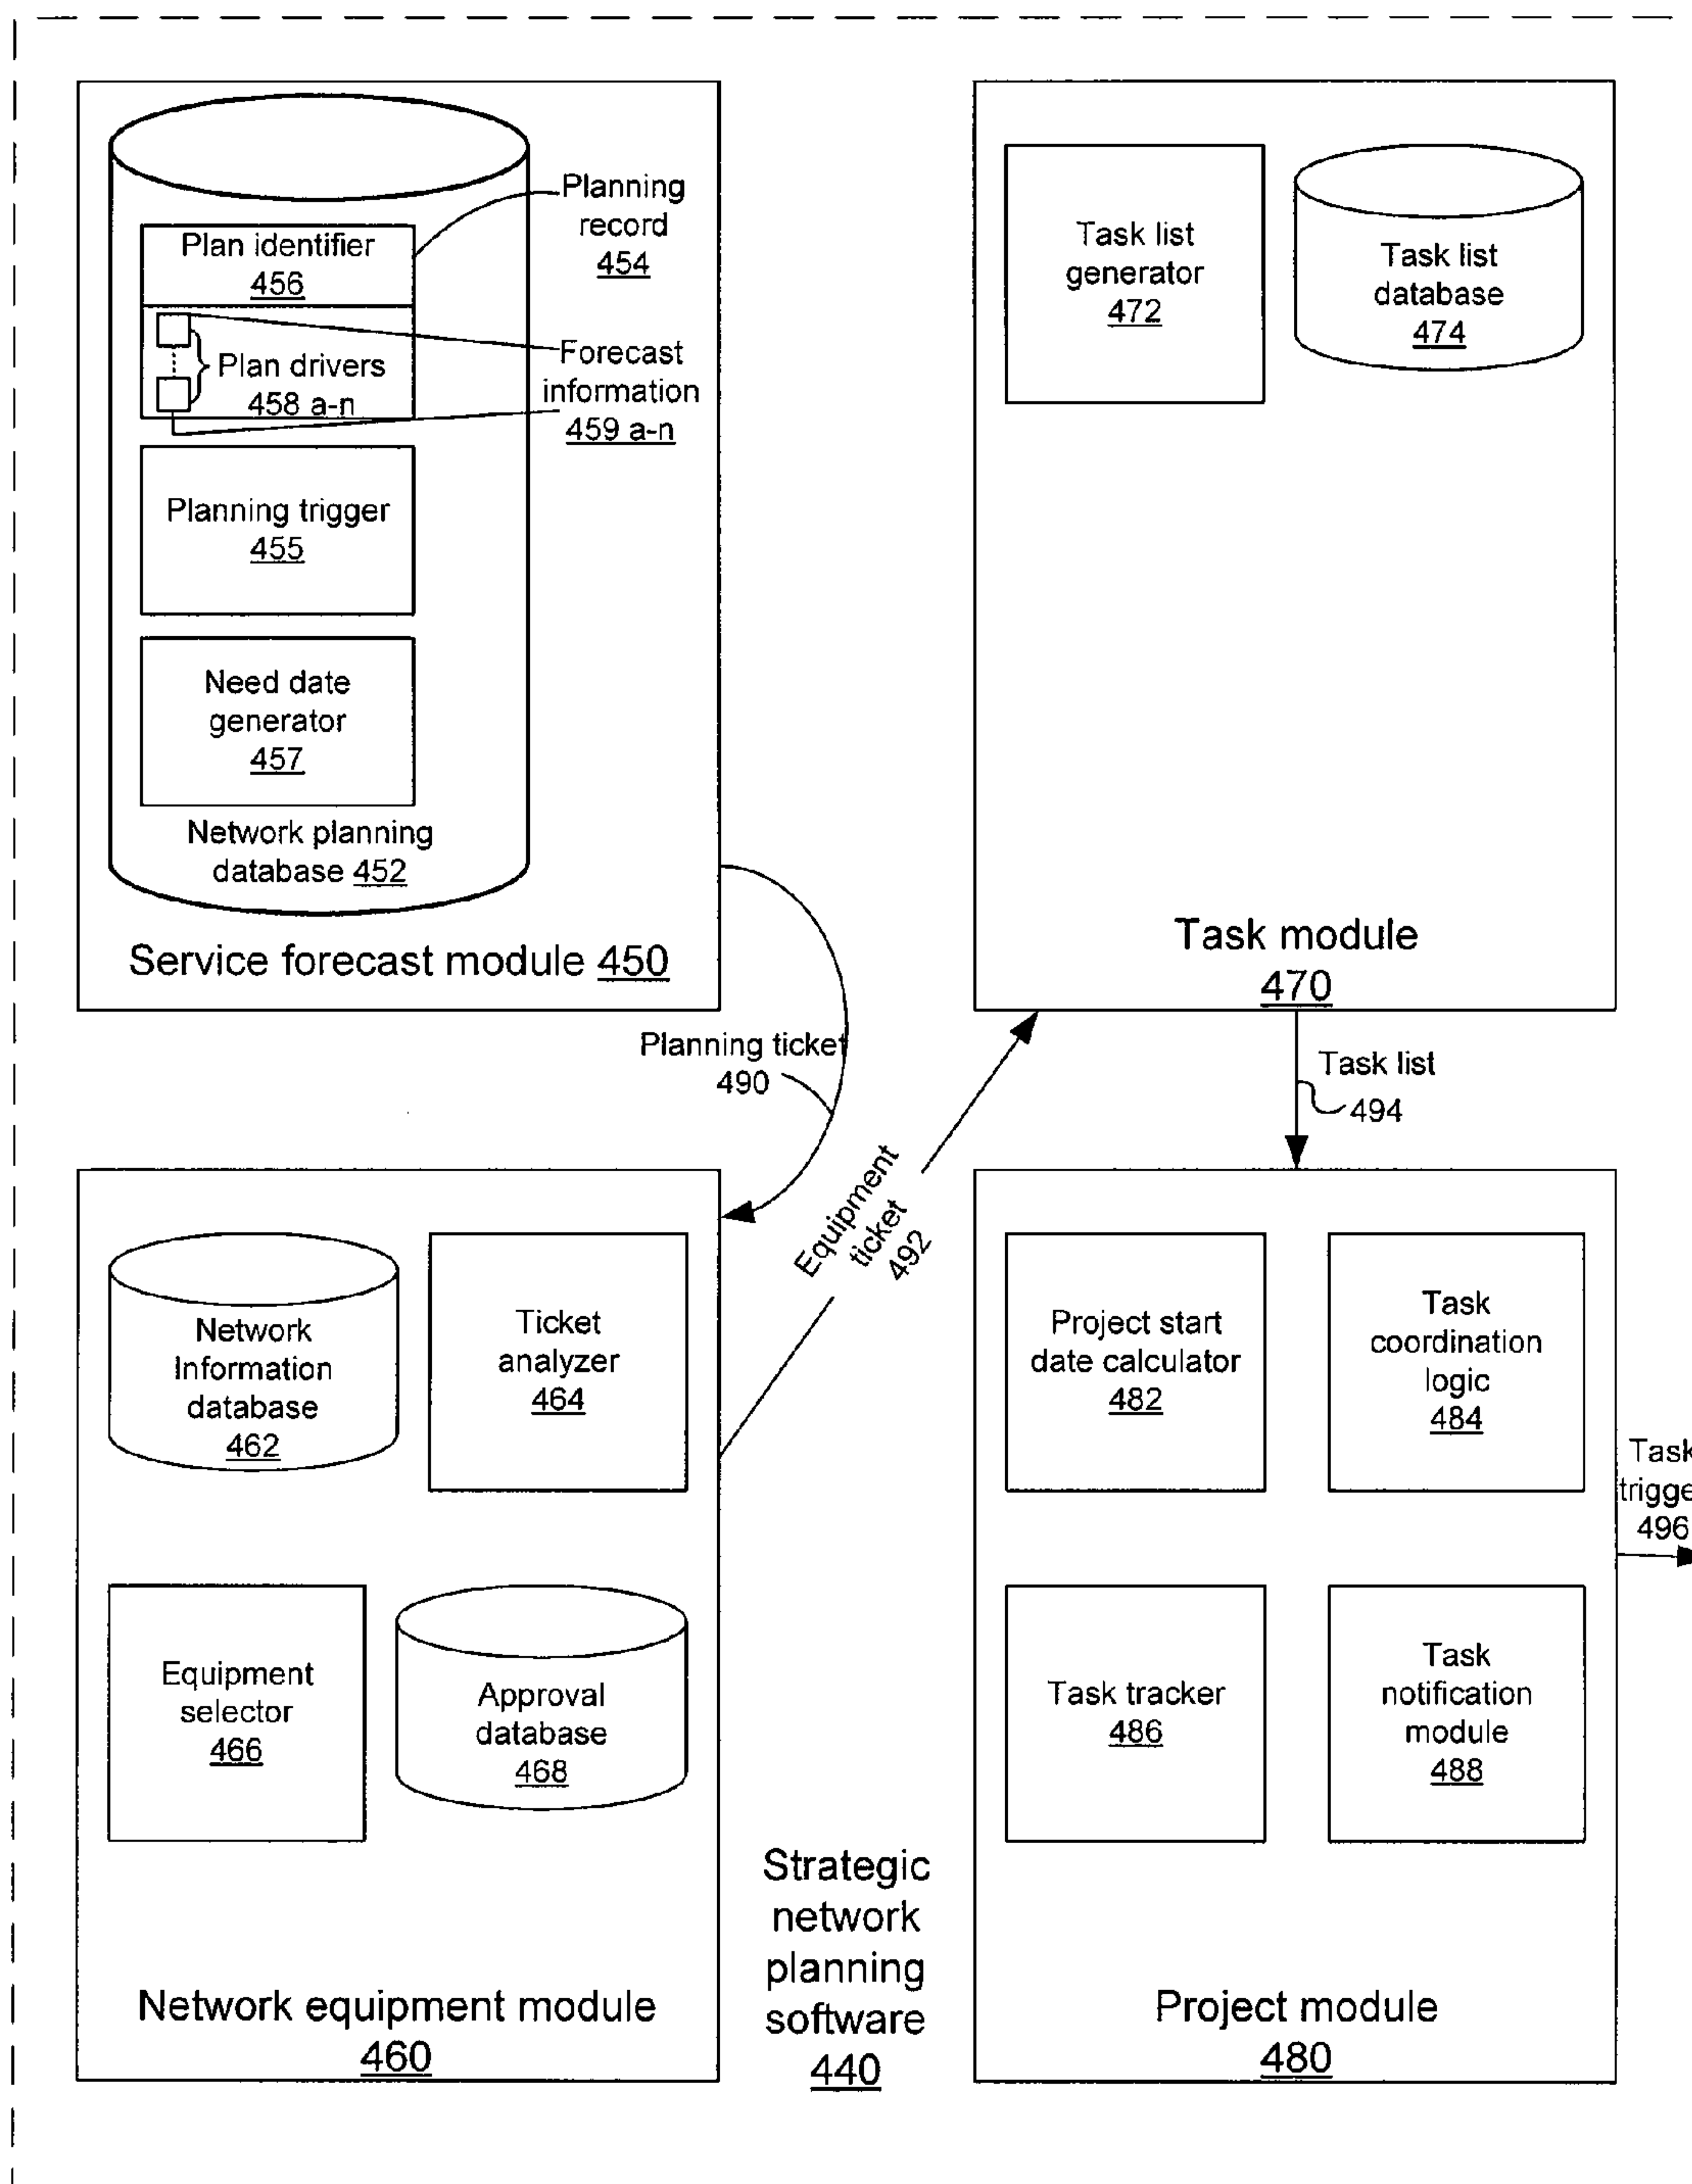 Planning
record
454
Plan identifier
456
Plan drivers
458 a-n
Forecast
information
459 a-n
Planning trigger
455
Need date
generator
457
Network planning
database 452
Service forecast module 450
Task list
generator
472
Task list
database
474
Task module
470
Planning ticket
490
Equipment
ticket
492
Task list
494
Network
Information
database
462
Ticket
analyzer
464
Equipment
selector
466
Approval
database
468
Network equipment module
460
Strategic
network
planning
software
440
Project start
date calculator
482
Task
coordination
logic
484
Task tracker
486
Task
notification
module
488
Project module
480
Task
trigge
496